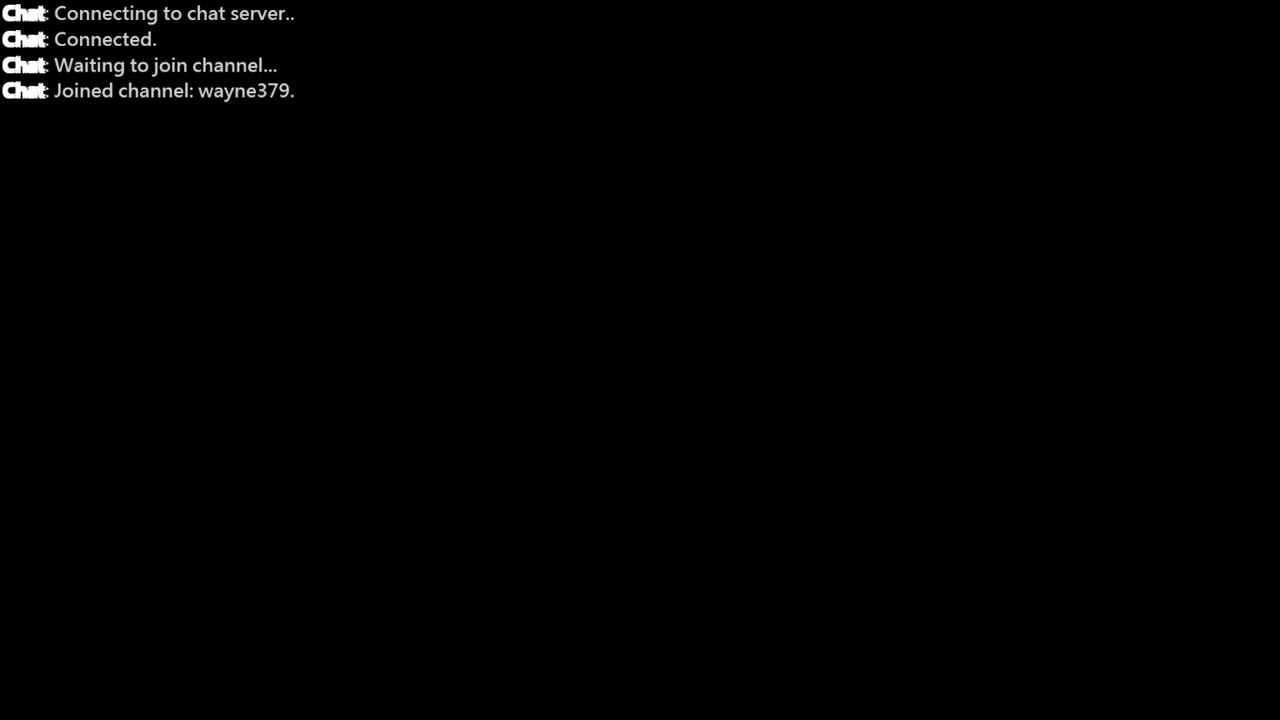 Chat: Connecting to chat server..
Chat: Connected.
Chat: Waiting to join channel...
Chat: Joined channel: wayne379.